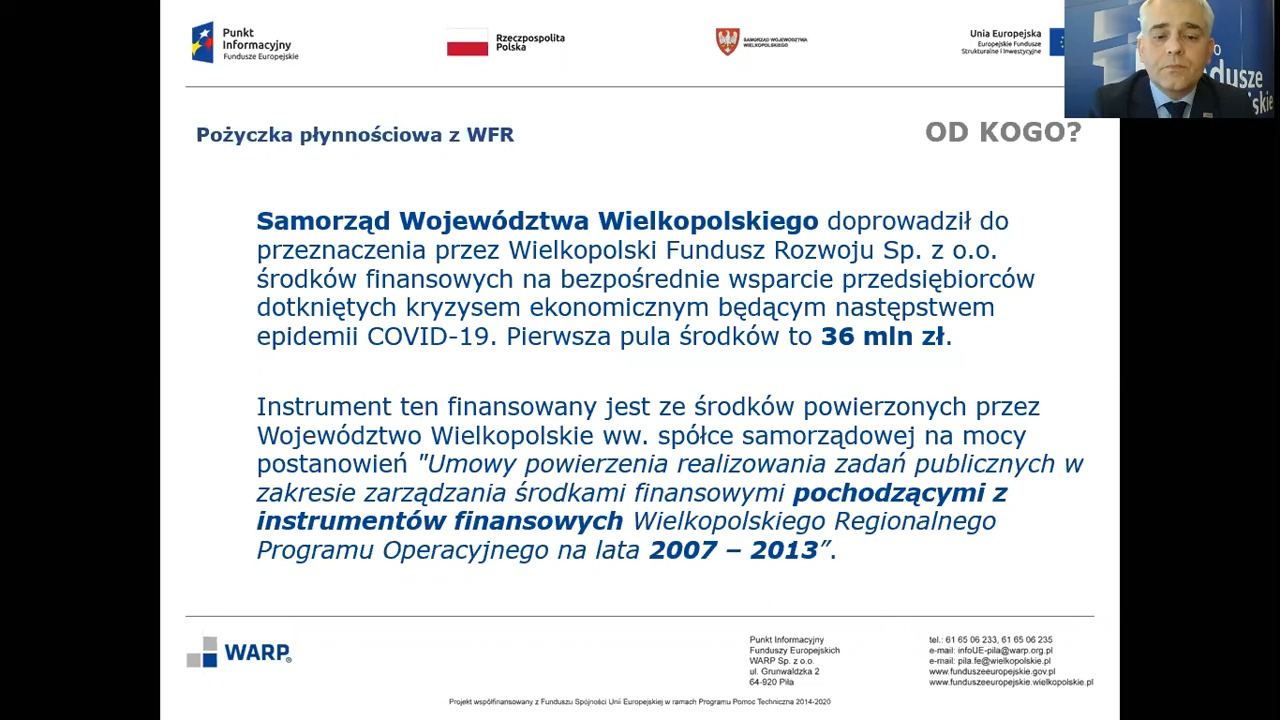 Punkt
Informacyjny
Fundusze Europejskie
Rzeczpospolita
Polska
SAMORZĄD WOJEWÓDZTWA
WIELKOPOLSKIEGO
Unia Europejska
Europejskie Fundusze
Strukturalne i Inwestycyjne
Pożyczka płynnościowa z WFR
OD KOGO?
Samorząd Województwa Wielkopolskiego doprowadził do
przeznaczenia przez Wielkopolski Fundusz Rozwoju Sp. z o.o.
środków finansowych na bezpośrednie wsparcie przedsiębiorców
dotkniętych kryzysem ekonomicznym będącym następstwem
epidemii COVID-19. Pierwsza pula środków to 36 mln zł.
Instrument ten finansowany jest ze środków powierzonych przez
Województwo Wielkopolskie ww. spółce samorządowej na mocy
postanowień "Umowy powierzenia realizowania zadań publicznych w
zakresie zarządzania środkami finansowymi pochodzącymi z
instrumentów finansowych Wielkopolskiego Regionalnego
Programu Operacyjnego na lata 2007 – 2013”.
WARP®
Punkt Informacyjny
Funduszy Europejskich
WARP Sp. z o.o.
ul. Grunwaldzka 2
64-920 Piła
tel.: 61 65 06 233, 61 65 06 235
e-mail: infoUE-pila@warp.org.pl
e-mail: pila.fe@wielkopolskie.pl
www.funduszeeuropejskie.gov.pl
www.funduszeeuropejskie.wielkopolskie.pl
Projekt współfinansowany z Funduszu Spójności Unii Europejskiej w ramach Programu Pomoc Techniczna 2014-2020